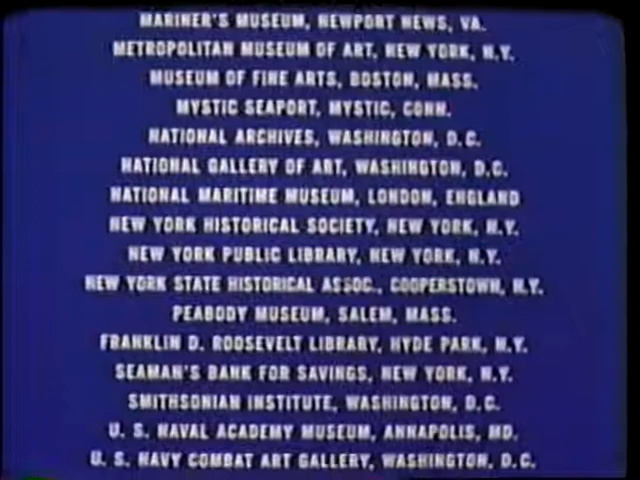 MARINER'S MUSEUM, NEWPORT NEWS, VA.
METROPOLITAN MUSEUM OF ART, NEW YORK, N.Y.
MUSEUM OF FINE ARTS, BOSTON, MASS.
MYSTIC SEAPORT, MYSTIC, CONN.
NATIONAL ARCHIVES, WASHINGTON, D.C.
NATIONAL GALLERY OF ART, WASHINGTON, D.C.
NATIONAL MARITIME MUSEUM, LONDON, ENGLAND
NEW YORK HISTORICAL SOCIETY, NEW YORK, N.Y.
NEW YORK PUBLIC LIBRARY, NEW YORK, N.Y.
NEW YORK STATE HISTORICAL ASSOC., COOPERSTOWN, N.Y.
PEABODY MUSEUM, SALEM, MASS.
FRANKLIN D. ROOSEVELT LIBRARY, HYDE PARK, N.Y.
SEAMAN'S BANK FOR SAVINGS, NEW YORK, N.Y.
SMITHSONIAN INSTITUTE, WASHINGTON, D.C.
U. S. NAVAL ACADEMY MUSEUM, ANNAPOLIS, MD.
U. S. NAVY COMBAT ART GALLERY, WASHINGTON, D.C.